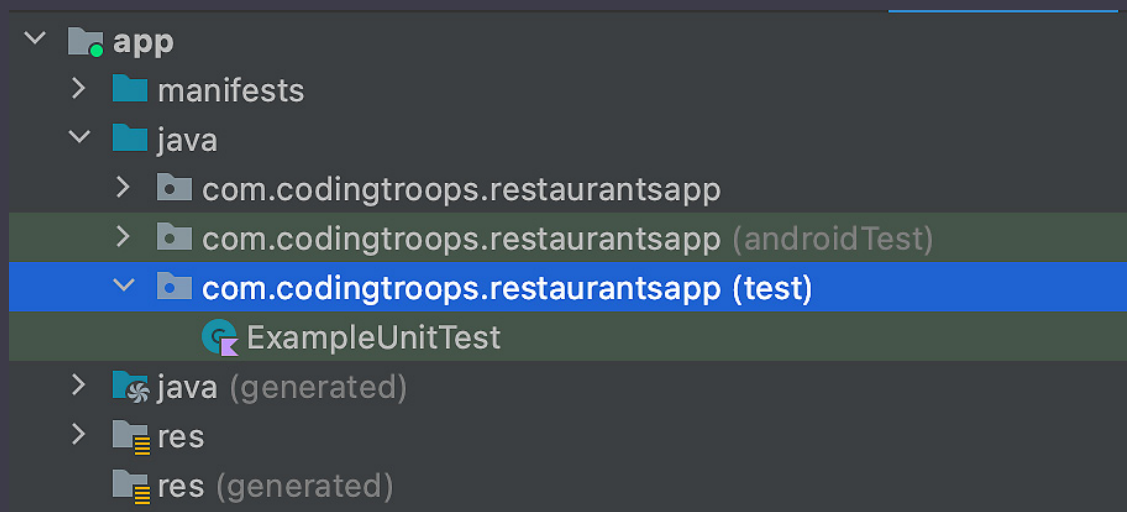 app
manifests
java
com.codingtroops.restaurantsapp
com.codingtroops.restaurantsapp (androidTest)
com.codingtroops.restaurantsapp (test)
ExampleUnitTest
java (generated)
res
res (generated)